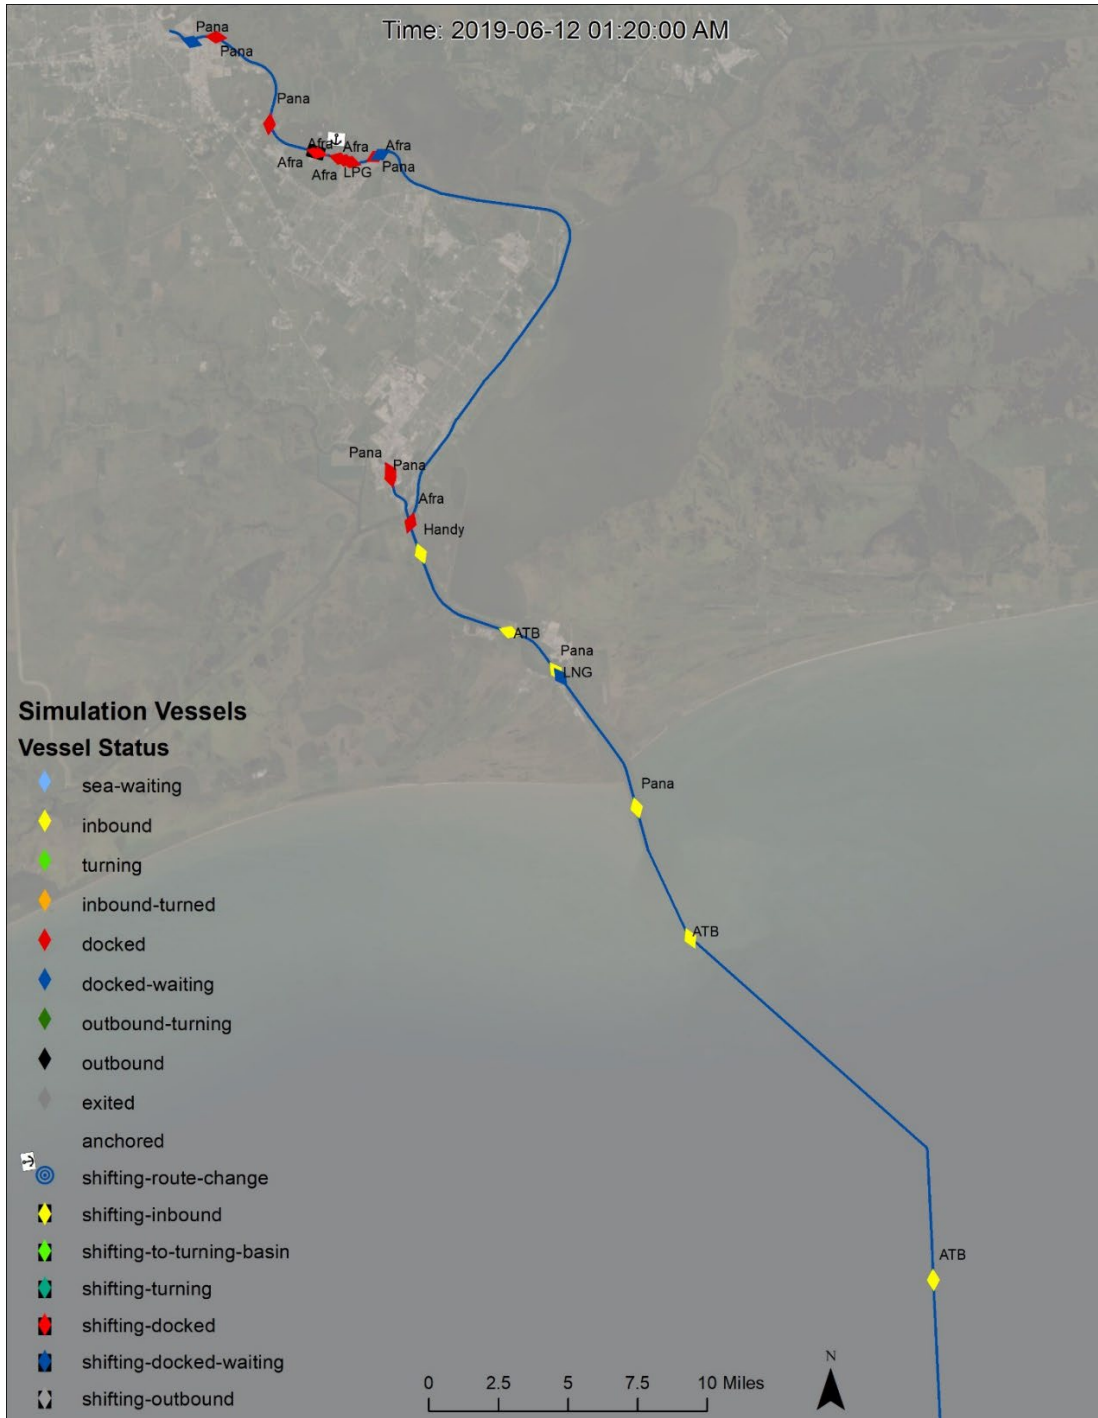 Time: 2019-06-12 01:20:00 AM
Pana
Pana
Pana
Afra
Afra
Afra
Afra
Afra
LPG
Pana
Pana
Pana
Afra
Handy
ATB
Pana
LNG
Pana
ATB
ATB
Simulation Vessels
Vessel Status
sea-waiting
inbound
turning
inbound-turned
docked
docked-waiting
outbound-turning
outbound
exited
anchored
shifting-route-change
shifting-inbound
shifting-to-turning-basin
shifting-turning
shifting-docked
shifting-docked-waiting
shifting-outbound
0 2.5 5 7.5 10 Miles
N